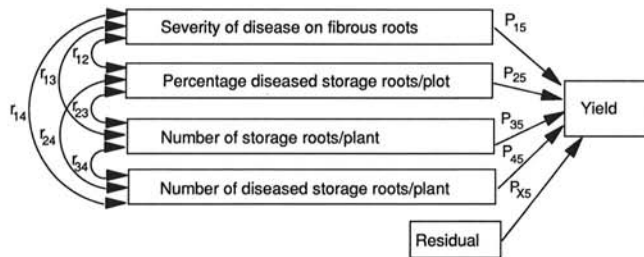 Severity of disease on fibrous roots
P15
r12
Percentage diseased storage roots/plot
P25
r13
Yield
r14
r23
Number of storage roots/plant
P35
r24
P45
r34
Number of diseased storage roots/plant
PX5
Residual